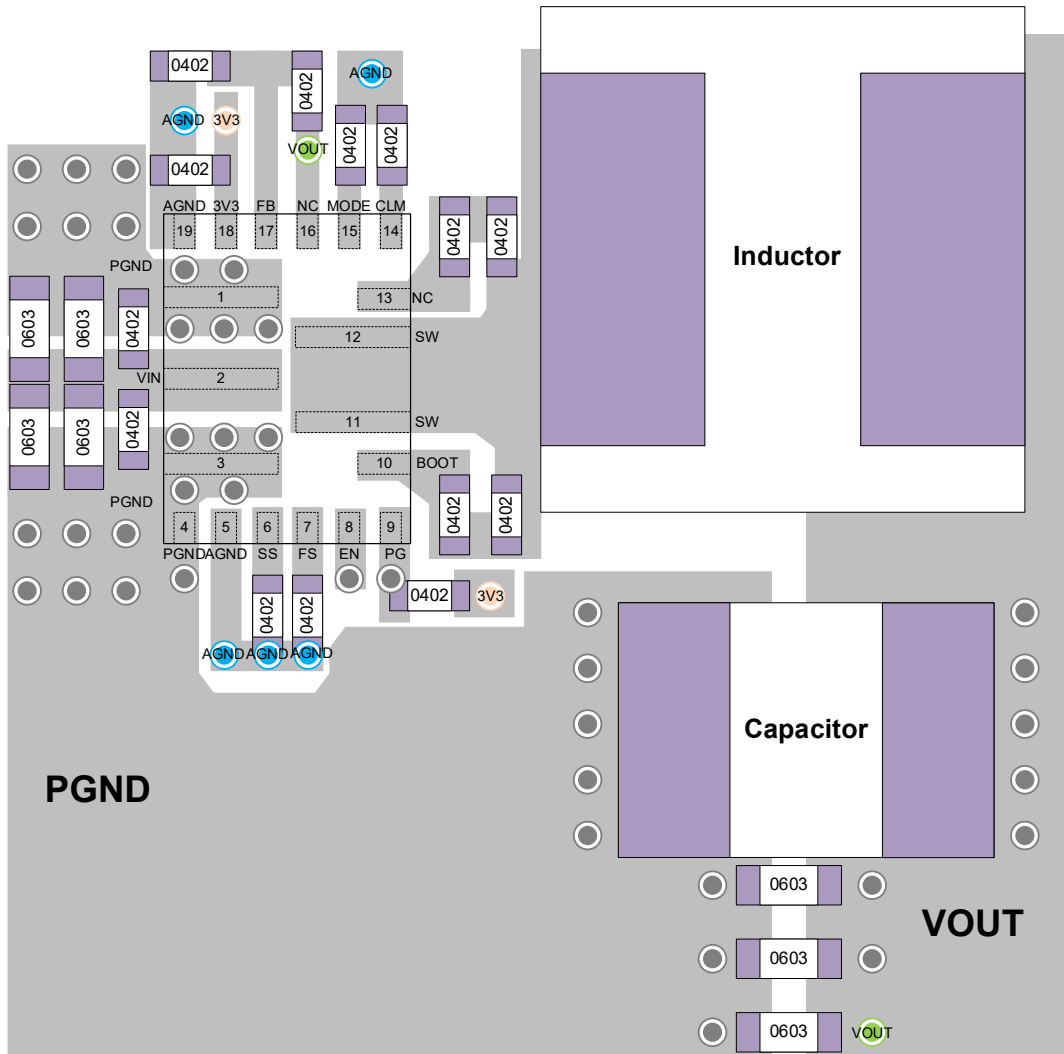 0402
0402
AGND
AGND
3V3
VOUT
0402
0402
0402
AGND
3V3
FB
NC
MODE
CLM
19
18
17
16
15
14
0402
0402
Inductor
PGND
1
13
NC
0603
0603
0402
12
SW
VIN
2
0603
0603
0402
11
SW
3
10
BOOT
PGND
0402
0402
4
5
6
7
8
9
PGND
AGND
SS
FS
EN
PG
0402
0402
0402
3V3
AGND
AGND
AGND
Capacitor
PGND
0603
VOUT
0603
0603
VOUT